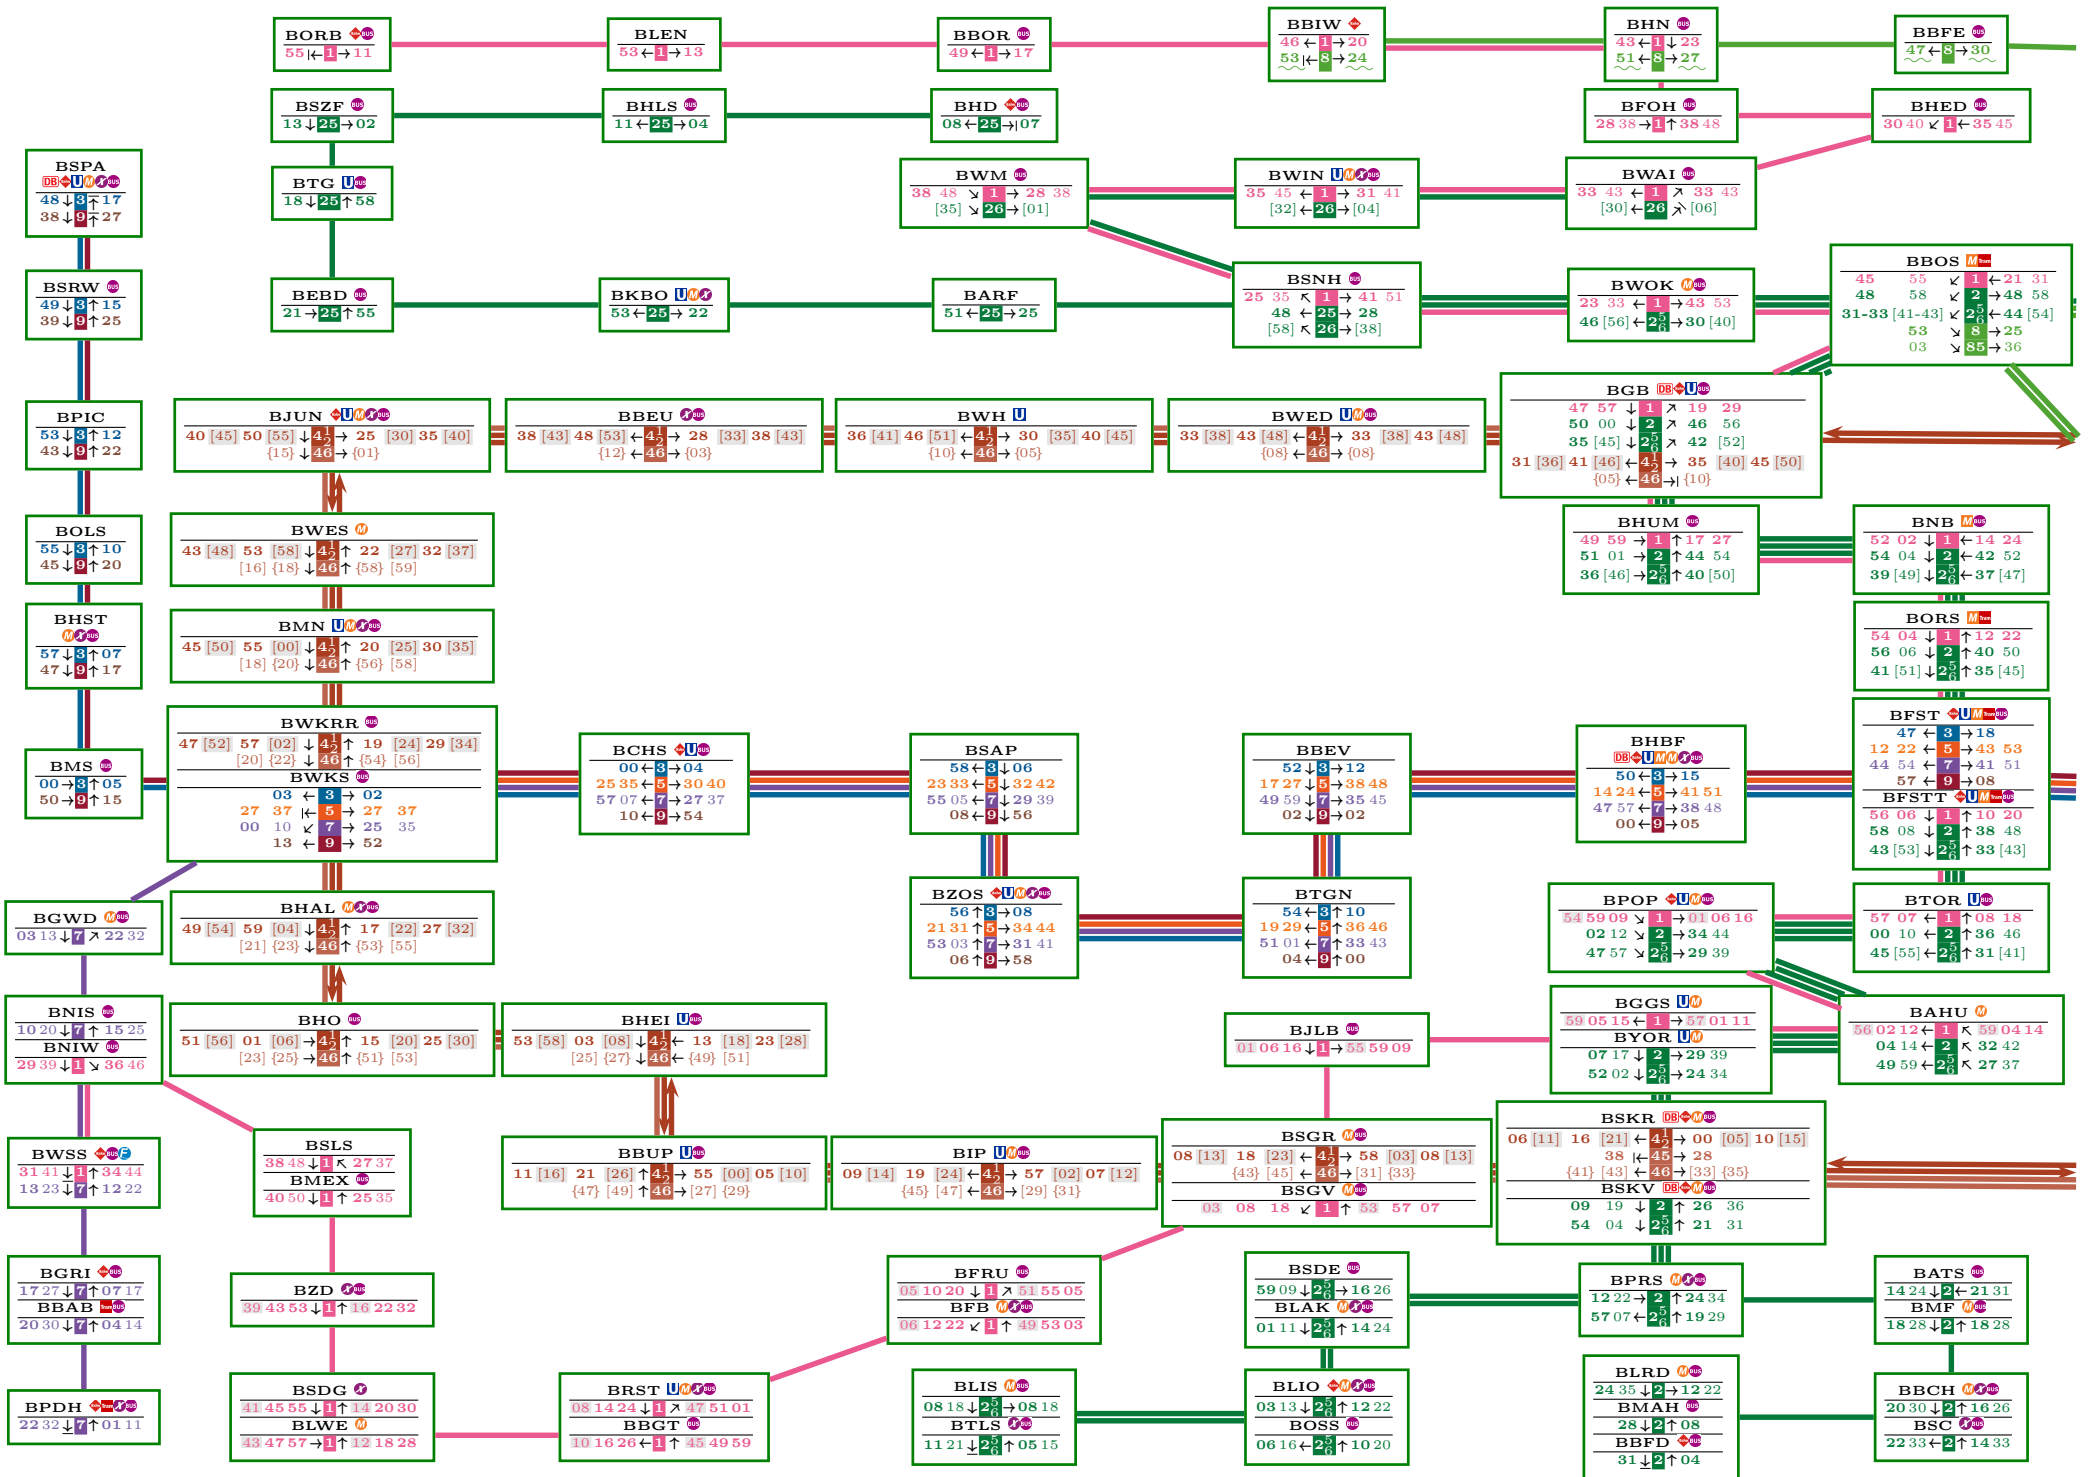 BORB
55 |← 1 → 11
BLEN
53 ← 1 → 13
BBOR
49 ← 1 → 17
BBIW
46 ← 1 → 20
53 |← 8 → 24
BHN
43 ← 1 ↓ 23
51 ← 8 → 27
BBFE
47 ← 8 → 30
BSZF
13 ↓ 25 → 02
BHLS
11 ← 25 → 04
BHD
08 ← 25 →| 07
BFOH
28 38 → 1 ↑ 38 48
BHED
30 40 ↙ 1 ← 35 45
BSPA
48 ↓ 3 ↑ 17
38 ↓ 9 ↑ 27
BTG
18 ↓ 25 ↑ 58
BWM
38 48 ↘ 1 → 28 38
[35] ↘ 26 → [01]
BWIN
35 45 ← 1 → 31 41
[32] ← 26 → [04]
BWAI
33 43 ← 1 ↗ 33 43
[30] ← 26 ↗ [06]
BSRW
49 ↓ 3 ↑ 15
39 ↓ 9 ↑ 25
BEBD
21 → 25 ↑ 55
BKBO
53 ← 25 → 22
BARF
51 ← 25 → 25
BSNH
25 35 ↖ 1 → 41 51
48 ← 25 → 28
[58] ↖ 26 → [38]
BWOK
23 33 ← 1 → 43 53
46 [56] ← 2 5 6 → 30 [40]
BBOS
45 55 ↙ 1 ← 21 31
48 58 ↙ 2 → 48 58
31-33 [41-43] ↙ 2 5 6 ← 44 [54]
53 ↘ 8 → 25
03 ↘ 85 → 36
BPIC
53 ↓ 3 ↑ 12
43 ↓ 9 ↑ 22
BJUN
40 [45] 50 [55] ↓ 4 1 2 → 25 [30] 35 [40]
{15} ↓ 46 → {01}
BBEU
38 [43] 48 [53] ← 4 1 2 → 28 [33] 38 [43]
{12} ← 46 → {03}
BWH
36 [41] 46 [51] ← 4 1 2 → 30 [35] 40 [45]
{10} ← 46 → {05}
BWED
33 [38] 43 [48] ← 4 1 2 → 33 [38] 43 [48]
{08} ← 46 → {08}
BGB
47 57 ↓ 1 ↗ 19 29
50 00 ↓ 2 ↗ 46 56
35 [45] ↓ 2 5 6 ↗ 42 [52]
31 [36] 41 [46] ← 4 1 2 → 35 [40] 45 [50]
{05} ← 46 →| {10}
BOLS
55 ↓ 3 ↑ 10
45 ↓ 9 ↑ 20
BWES
43 [48] 53 [58] ↓ 4 1 2 ↑ 22 [27] 32 [37]
[16] {18} ↓ 46 ↑ {58} [59]
BHUM
49 59 → 1 ↑ 17 27
51 01 → 2 ↑ 44 54
36 [46] → 2 5 6 ↑ 40 [50]
BNB
52 02 ↓ 1 ← 14 24
54 04 ↓ 2 ← 42 52
39 [49] ↓ 2 5 6 ← 37 [47]
BHST
57 ↓ 3 ↑ 07
47 ↓ 9 ↑ 17
BMN
45 [50] 55 [00] ↓ 4 1 2 ↑ 20 [25] 30 [35]
[18] {20} ↓ 46 ↑ {56} [58]
BORS
54 04 ↓ 1 ↑ 12 22
56 06 ↓ 2 ↑ 40 50
41 [51] ↓ 2 5 6 ↑ 35 [45]
BMS
00 → 3 ↑ 05
50 → 9 ↑ 15
BWKRR
47 [52] 57 [02] ↓ 4 1 2 ↑ 19 [24] 29 [34]
[20] {22} ↓ 46 ↑ {54} [56]
BWKS
03 ← 3 → 02
27 37 |← 5 → 27 37
00 10 ↙ 7 → 25 35
13 ← 9 → 52
BCHS
00 ← 3 → 04
25 35 ← 5 → 30 40
57 07 ← 7 → 27 37
10 ← 9 → 54
BSAP
58 ← 3 ↓ 06
23 33 ← 5 ↓ 32 42
55 05 ← 7 ↓ 29 39
08 ← 9 ↓ 56
BBEV
52 ↓ 3 → 12
17 27 ↓ 5 → 38 48
49 59 ↓ 7 → 35 45
02 ↓ 9 → 02
BHBF
50 ← 3 → 15
14 24 ← 5 → 41 51
47 57 ← 7 → 38 48
00 ← 9 → 05
BFST
47 ← 3 → 18
12 22 ← 5 → 43 53
44 54 ← 7 → 41 51
57 ← 9 → 08
BFSTT
56 06 ↓ 1 ↑ 10 20
58 08 ↓ 2 ↑ 38 48
43 [53] ↓ 2 5 6 ↑ 33 [43]
BGWD
03 13 ↓ 7 ↗ 22 32
BHAL
49 [54] 59 [04] ↓ 4 1 2 ↑ 17 [22] 27 [32]
[21] {23} ↓ 46 ↑ {53} [55]
BZOS
56 ↑ 3 → 08
21 31 ↑ 5 → 34 44
53 03 ↑ 7 → 31 41
06 ↑ 9 → 58
BTGN
54 ← 3 ↑ 10
19 29 ← 5 ↑ 36 46
51 01 ← 7 ↑ 33 43
04 ← 9 ↑ 00
BPOP
54 59 09 ↘ 1 → 01 06 16
02 12 ↘ 2 → 34 44
47 57 ↘ 2 5 6 → 29 39
BTOR
57 07 ← 1 ↑ 08 18
00 10 ← 2 ↑ 36 46
45 [55] ← 2 5 6 ↑ 31 [41]
BNIS
10 20 ↓ 7 ↑ 15 25
BNIW
29 39 ↓ 1 ↘ 36 46
BHO
51 [56] 01 [06] → 4 1 2 ↑ 15 [20] 25 [30]
[23] {25} → 46 ↑ {51} [53]
BHEI
53 [58] 03 [08] ↓ 4 1 2 ← 13 [18] 23 [28]
[25] {27} ↓ 46 ← {49} [51]
BJLB
01 06 16 ↓ 1 → 55 59 09
BGGS
59 05 15 ← 1 → 57 01 11
BYOR
07 17 ↓ 2 → 29 39
52 02 ↓ 2 5 6 → 24 34
BAHU
56 02 12 ← 1 ↖ 59 04 14
04 14 ← 2 ↖ 32 42
49 59 ← 2 5 6 ↖ 27 37
BWSS
31 41 ↓ 1 ↑ 34 44
13 23 ↓ 7 ↑ 12 22
BSLS
38 48 ↓ 1 ↖ 27 37
BMEX
40 50 ↓ 1 ↑ 25 35
BBUP
11 [16] 21 [26] ↑ 4 1 2 → 55 [00] 05 [10]
{47} [49] ↑ 46 → [27] {29}
BIP
09 [14] 19 [24] ← 4 1 2 → 57 [02] 07 [12]
{45} [47] ← 46 → [29] {31}
BSGR
08 [13] 18 [23] ← 4 1 2 → 58 [03] 08 [13]
{43} [45] ← 46 → [31] {33}
BSGV
03 08 18 ↙ 1 ↑ 53 57 07
BSKR
06 [11] 16 [21] ← 4 1 2 → 00 [05] 10 [15]
38 |← 45 → 28
{41} [43] ← 46 → [33] {35}
BSKV
09 19 ↓ 2 ↑ 26 36
54 04 ↓ 2 5 6 ↑ 21 31
BGRI
17 27 ↓ 7 ↑ 07 17
BBAB
20 30 ↓ 7 ↑ 04 14
BZD
39 43 53 ↓ 1 ↑ 16 22 32
BFRU
05 10 20 ↓ 1 ↗ 51 55 05
BFB
06 12 22 ↙ 1 ↑ 49 53 03
BSDE
59 09 ↓ 2 5 6 → 16 26
BLAK
01 11 ↓ 2 5 6 ↑ 14 24
BPRS
12 22 → 2 ↑ 24 34
57 07 ← 2 5 6 ↑ 19 29
BATS
14 24 ↓ 2 ← 21 31
BMF
18 28 ↓ 2 ↑ 18 28
BPDH
22 32 ↓ 7 ↑ 01 11
BSDG
41 45 55 ↓ 1 ↑ 14 20 30
BLWE
43 47 57 → 1 ↑ 12 18 28
BRST
08 14 24 ↓ 1 ↗ 47 51 01
BBGT
10 16 26 ← 1 ↑ 45 49 59
BLIS
08 18 ↓ 2 5 6 → 08 18
BTLS
11 21 ↓ 2 5 6 ↑ 05 15
BLIO
03 13 ↓ 2 5 6 ↑ 12 22
BOSS
06 16 ← 2 5 6 ↑ 10 20
BLRD
24 35 ↓ 2 → 12 22
BMAH
28 ↓ 2 ↑ 08
BBFD
31 ↓ 2 ↑ 04
BBCH
20 30 ↓ 2 ↑ 16 26
BSC
22 33 ← 2 ↑ 14 33